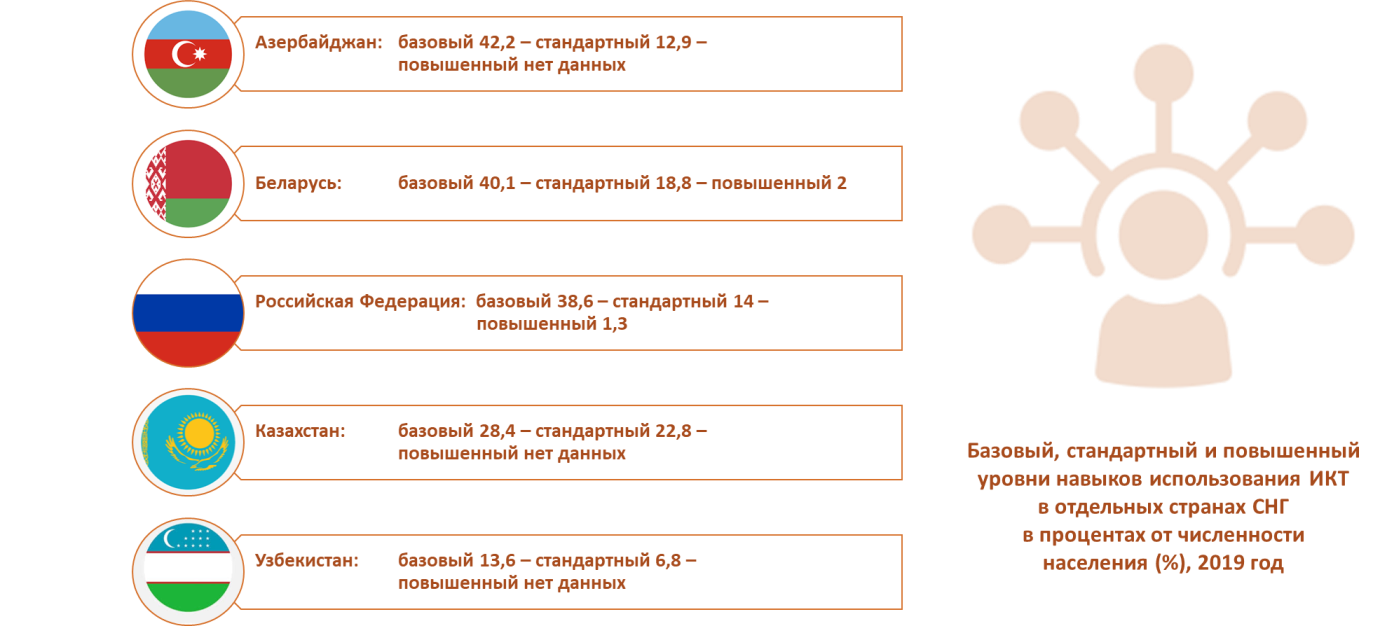 Азербайджан: базовый 42,2 – стандартный 12,9 –
повышенный нет данных
Беларусь: базовый 40,1 – стандартный 18,8 – повышенный 2
Российская Федерация: базовый 38,6 – стандартный 14 –
повышенный 1,3
Казахстан: базовый 28,4 – стандартный 22,8 –
повышенный нет данных
Узбекистан: базовый 13,6 – стандартный 6,8 –
повышенный нет данных
Базовый, стандартный и повышенный
уровни навыков использования ИКТ
в отдельных странах СНГ
в процентах от численности
населения (%), 2019 год